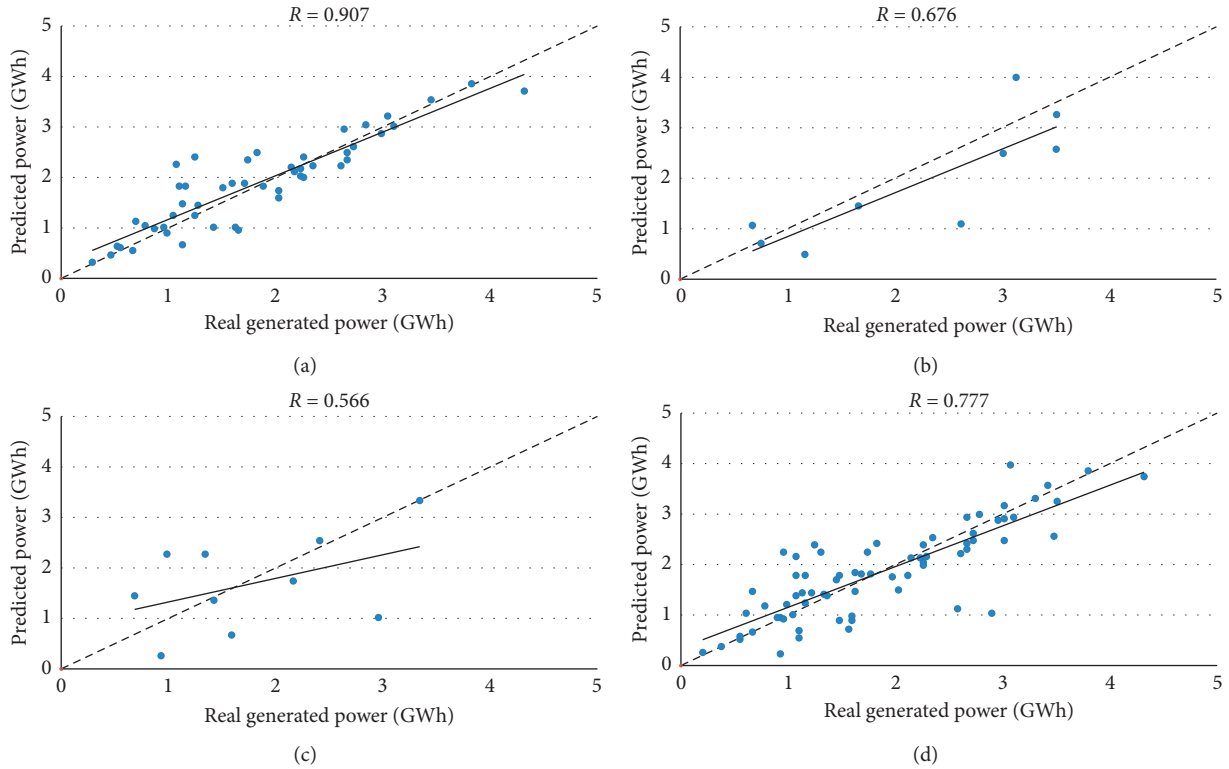 R = 0.907
5
4
3
2
1
0
0 1 2 3 4 5
Predicted power (GWh)
Real generated power (GWh)
(a)
R = 0.676
5
4
3
2
1
0
0 1 2 3 4 5
Predicted power (GWh)
Real generated power (GWh)
(b)
R = 0.566
5
4
3
2
1
0
0 1 2 3 4 5
Predicted power (GWh)
Real generated power (GWh)
(c)
R = 0.777
5
4
3
2
1
0
0 1 2 3 4 5
Predicted power (GWh)
Real generated power (GWh)
(d)